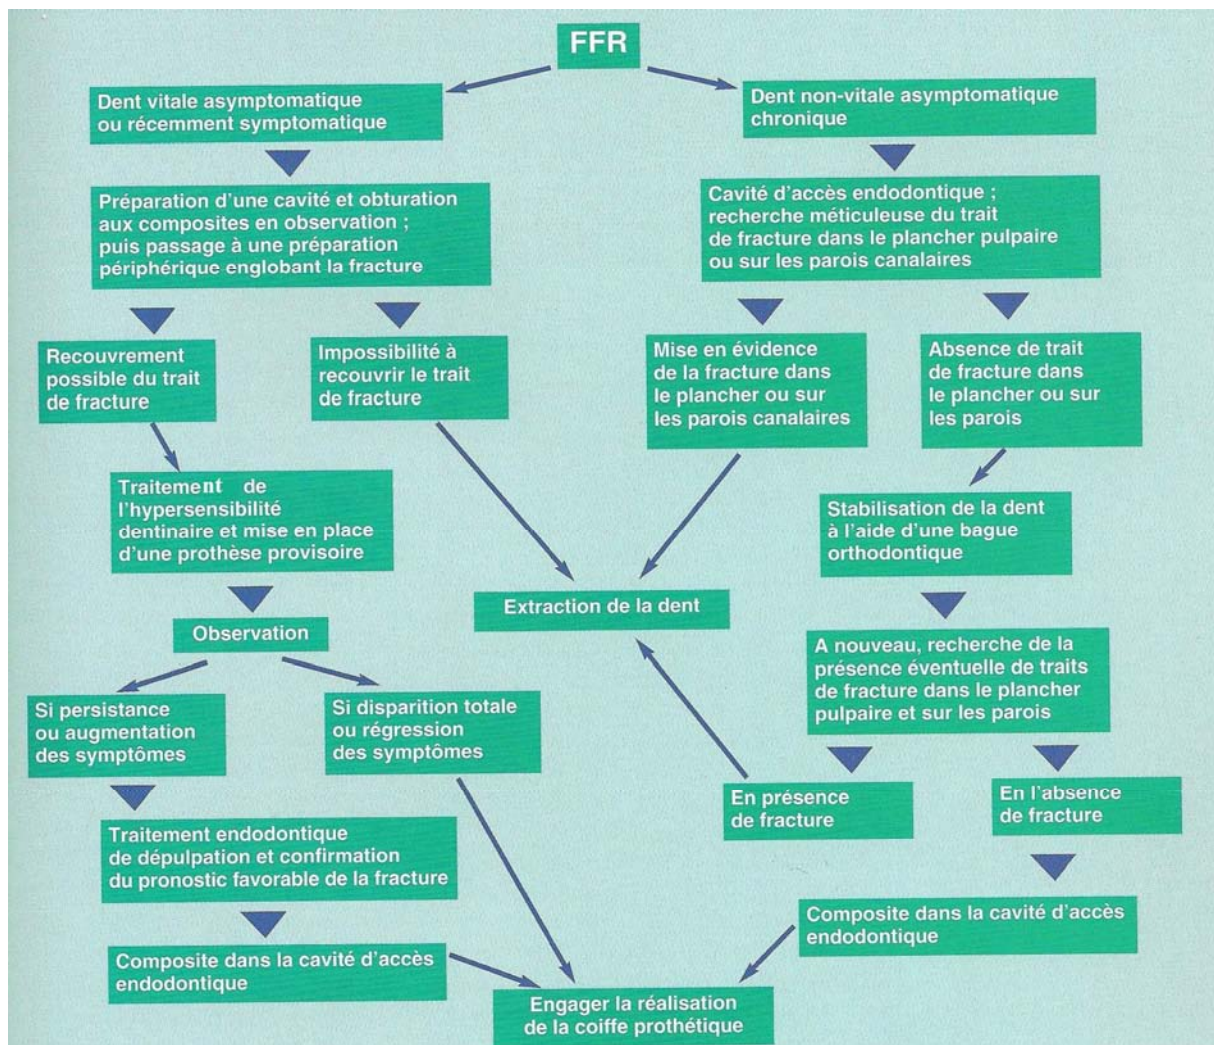 FFR
Dent vitale asymptomatique
ou récemment symptomatique
Dent non-vitale asymptomatique
chronique
Préparation d'une cavité et obturation
aux composites en observation ;
puis passage à une préparation
périphérique englobant la fracture
Cavité d'accès endodontique ;
recherche méticuleuse du trait
de fracture dans le plancher pulpaire
ou sur les parois canalaires
Recouvrement
possible du trait
de fracture
Impossibilité à
recouvrir le trait
de fracture
Mise en évidence
de la fracture dans
le plancher ou sur
les parois canalaires
Absence de trait
de fracture dans
le plancher ou sur
les parois
Traitement de
l'hypersensibilité
dentinaire et mise en place
d'une prothèse provisoire
Stabilisation de la dent
à l'aide d'une bague
orthodontique
Extraction de la dent
Observation
A nouveau, recherche de la
présence éventuelle de traits
de fracture dans le plancher
pulpaire et sur les parois
Si persistance
ou augmentation
des symptômes
Si disparition totale
ou régression
des symptômes
En présence
de fracture
En l'absence
de fracture
Traitement endodontique
de dépulpation et confirmation
du pronostic favorable de la fracture
Composite dans la cavité d'accès
endodontique
Composite dans la cavité d'accès
endodontique
Engager la réalisation
de la coiffe prothétique